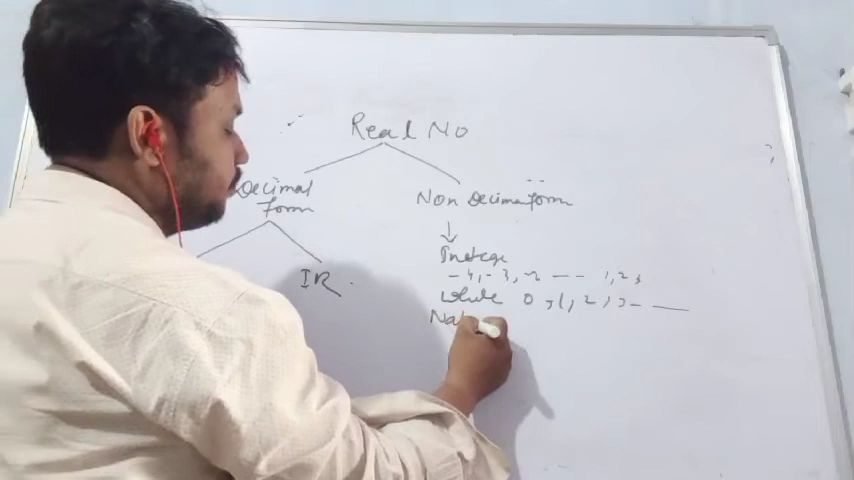 Real No
Decimal
Form
Non Decimal form
Integer
-4, -3, -2 --- 1, 2, 3
IR
whole 0, 1, 2, 3 - —
Nat